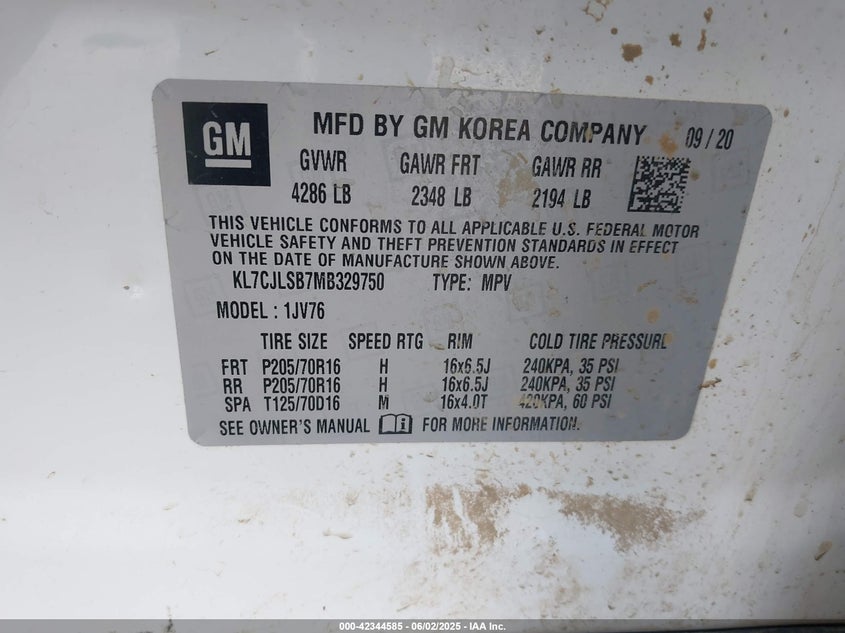 GM MFD BY GM KOREA COMPANY 09/20
GVWR GAWR FRT GAWR RR
4286 LB 2348 LB 2194 LB
THIS VEHICLE CONFORMS TO ALL APPLICABLE U.S. FEDERAL MOTOR
VEHICLE SAFETY AND THEFT PREVENTION STANDARDS IN EFFECT
ON THE DATE OF MANUFACTURE SHOWN ABOVE.
KL7CJLSB7MB329750 TYPE: MPV
MODEL : 1JV76
TIRE SIZE SPEED RTG RIM COLD TIRE PRESSURE
FRT P205/70R16 H 16x6.5J 240KPA, 35 PSI
RR P205/70R16 H 16x6.5J 240KPA, 35 PSI
SPA T125/70D16 M 16x4.0T 420KPA, 60 PSI
SEE OWNER'S MANUAL FOR MORE INFORMATION.
000-42344585 - 06/02/2025 - IAA Inc.